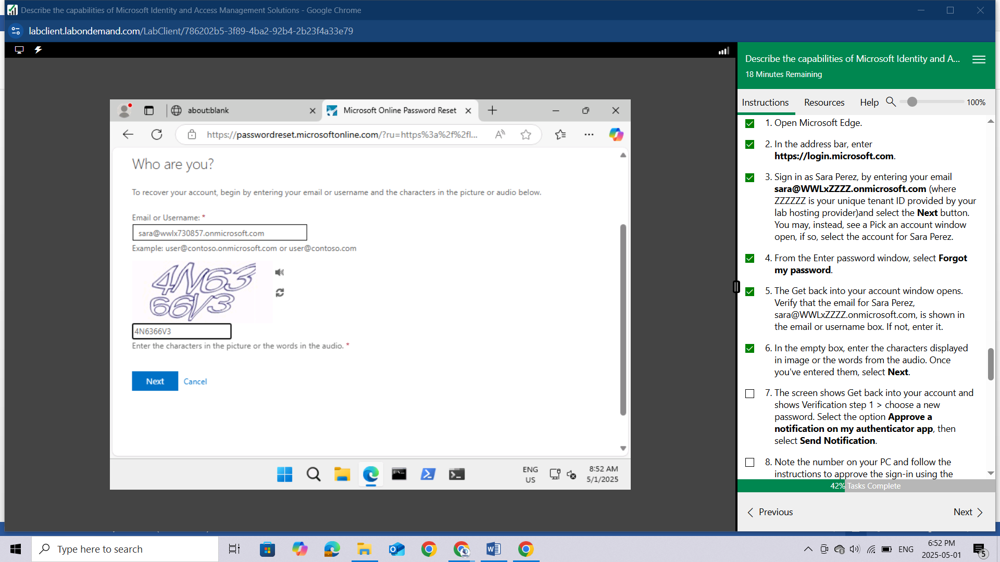 Describe the capabilities of Microsoft Identity and Access Management Solutions - Google Chrome
labclient.labondemand.com/LabClient/786202b5-3f89-4ba2-92b4-2b23f4a33e79
about:blank
Microsoft Online Password Reset
https://passwordreset.microsoftonline.com/?ru=https%3a%2f%2fl...
Who are you?
To recover your account, begin by entering your email or username and the characters in the picture or audio below.
Email or Username: *
sara@wwlx730857.onmicrosoft.com
Example: user@contoso.onmicrosoft.com or user@contoso.com
4N63
66V3
4N6366V3
Enter the characters in the picture or the words in the audio. *
Next
Cancel
ENG
US
8:52 AM
5/1/2025
Describe the capabilities of Microsoft Identity and A...
18 Minutes Remaining
Instructions
Resources
Help
100%
1. Open Microsoft Edge.
2. In the address bar, enter
https://login.microsoft.com.
3. Sign in as Sara Perez, by entering your email
sara@WWLxZZZZ.onmicrosoft.com (where
ZZZZZZ is your unique tenant ID provided by your
lab hosting provider)and select the Next button.
You may, instead, see a Pick an account window
open, if so, select the account for Sara Perez.
4. From the Enter password window, select Forgot
my password.
5. The Get back into your account window opens.
Verify that the email for Sara Perez,
sara@WWLxZZZZ.onmicrosoft.com, is shown in
the email or username box. If not, enter it.
6. In the empty box, enter the characters displayed
in image or the words from the audio. Once
you've entered them, select Next.
7. The screen shows Get back into your account and
shows Verification step 1 > choose a new
password. Select the option Approve a
notification on my authenticator app, then
select Send Notification.
8. Note the number on your PC and follow the
instructions to approve the sign-in using the
42% Tasks Complete
Previous
Next
Type here to search
ENG
6:52 PM
2025-05-01
5